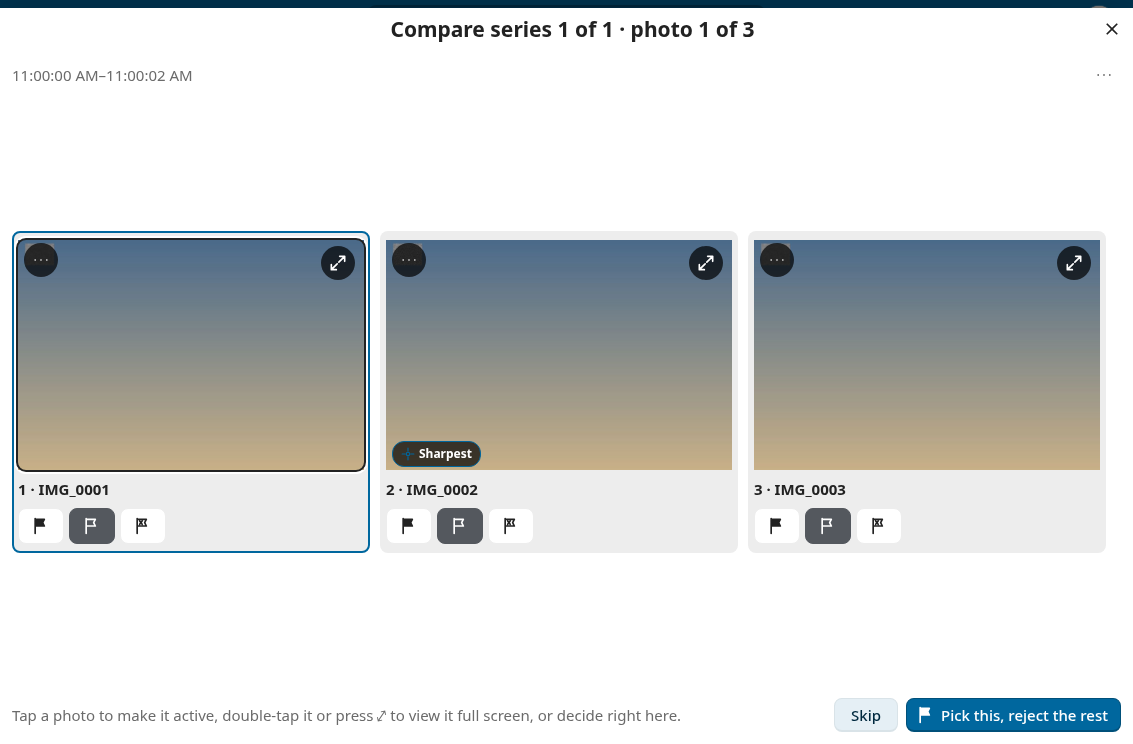 Compare series 1 of 1 · photo 1 of 3
11:00:00 AM–11:00:02 AM
Sharpest
1 · IMG_0001
2 · IMG_0002
3 · IMG_0003
Tap a photo to make it active, double-tap it or press ⤢ to view it full screen, or decide right here.
Skip
Pick this, reject the rest